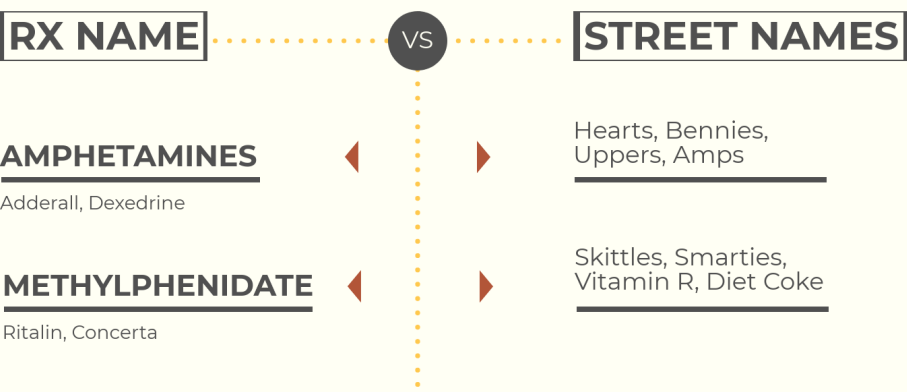 RX NAME
VS
STREET NAMES
AMPHETAMINES
Adderall, Dexedrine
Hearts, Bennies,
Uppers, Amps
METHYLPHENIDATE
Ritalin, Concerta
Skittles, Smarties,
Vitamin R, Diet Coke